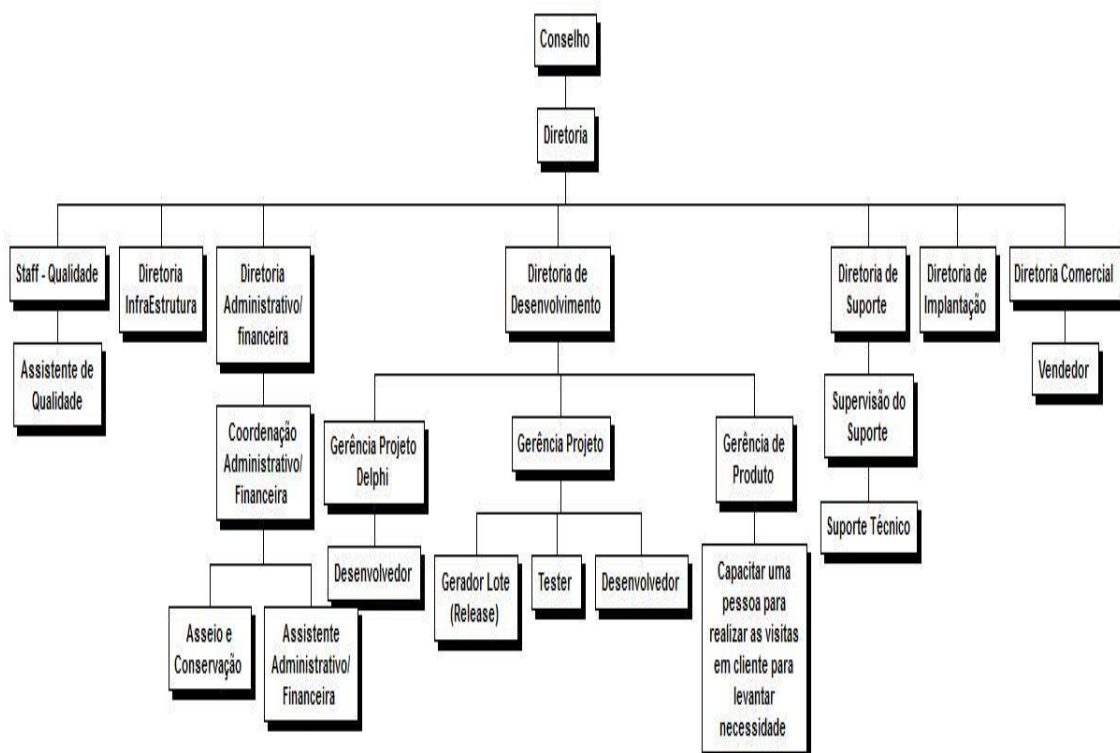 Conselho
Diretoria
Staff - Qualidade
Diretoria
InfraEstrutura
Diretoria
Administrativo/
financeira
Diretoria de
Desenvolvimento
Diretoria de
Suporte
Diretoria de
Implantação
Diretoria Comercial
Assistente de
Qualidade
Coordenação
Administrativo/
Financeira
Gerência Projeto
Delphi
Gerência Projeto
Gerência de
Produto
Supervisão do
Suporte
Vendedor
Asseio e
Conservação
Assistente
Administrativo/
Financeira
Desenvolvedor
Gerador Lote
(Release)
Tester
Desenvolvedor
Capacitar uma
pessoa para
realizar as visitas
em cliente para
levantar
necessidade
Suporte Técnico